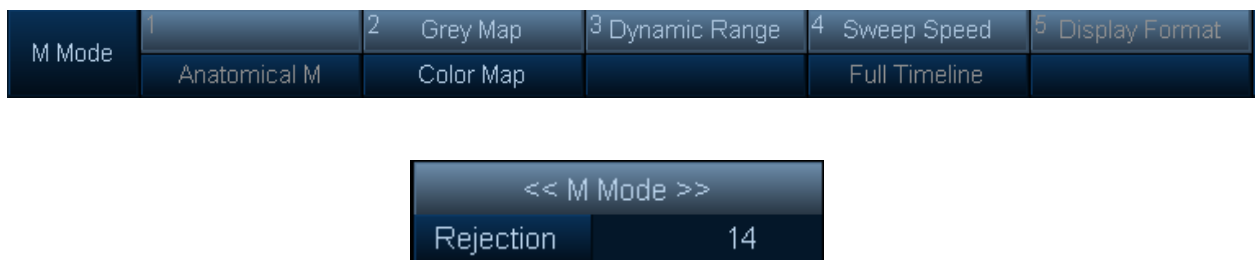 M Mode
1
2 Grey Map
3 Dynamic Range
4 Sweep Speed
5 Display Format
Anatomical M
Color Map
Full Timeline
<< M Mode >>
Rejection 14